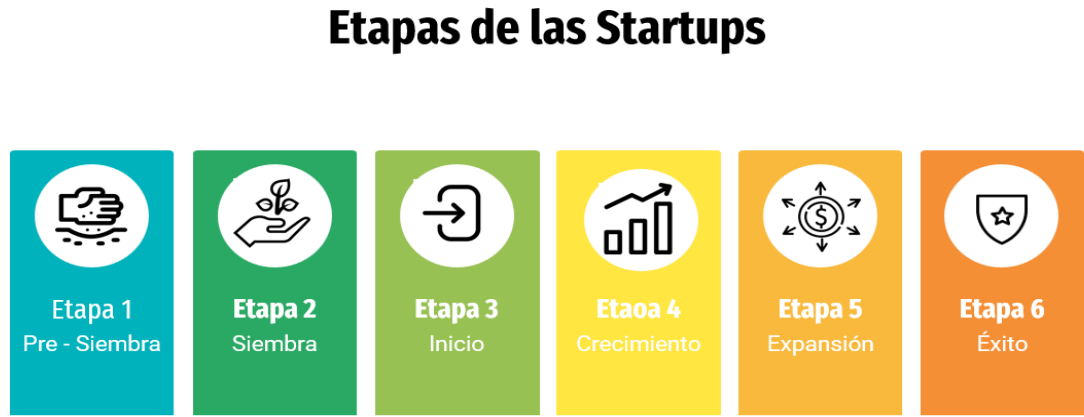 Etapas de las Startups
Etapa 1
Pre - Siembra
Etapa 2
Siembra
Etapa 3
Inicio
Etaoa 4
Crecimiento
Etapa 5
Expansión
Etapa 6
Éxito
$